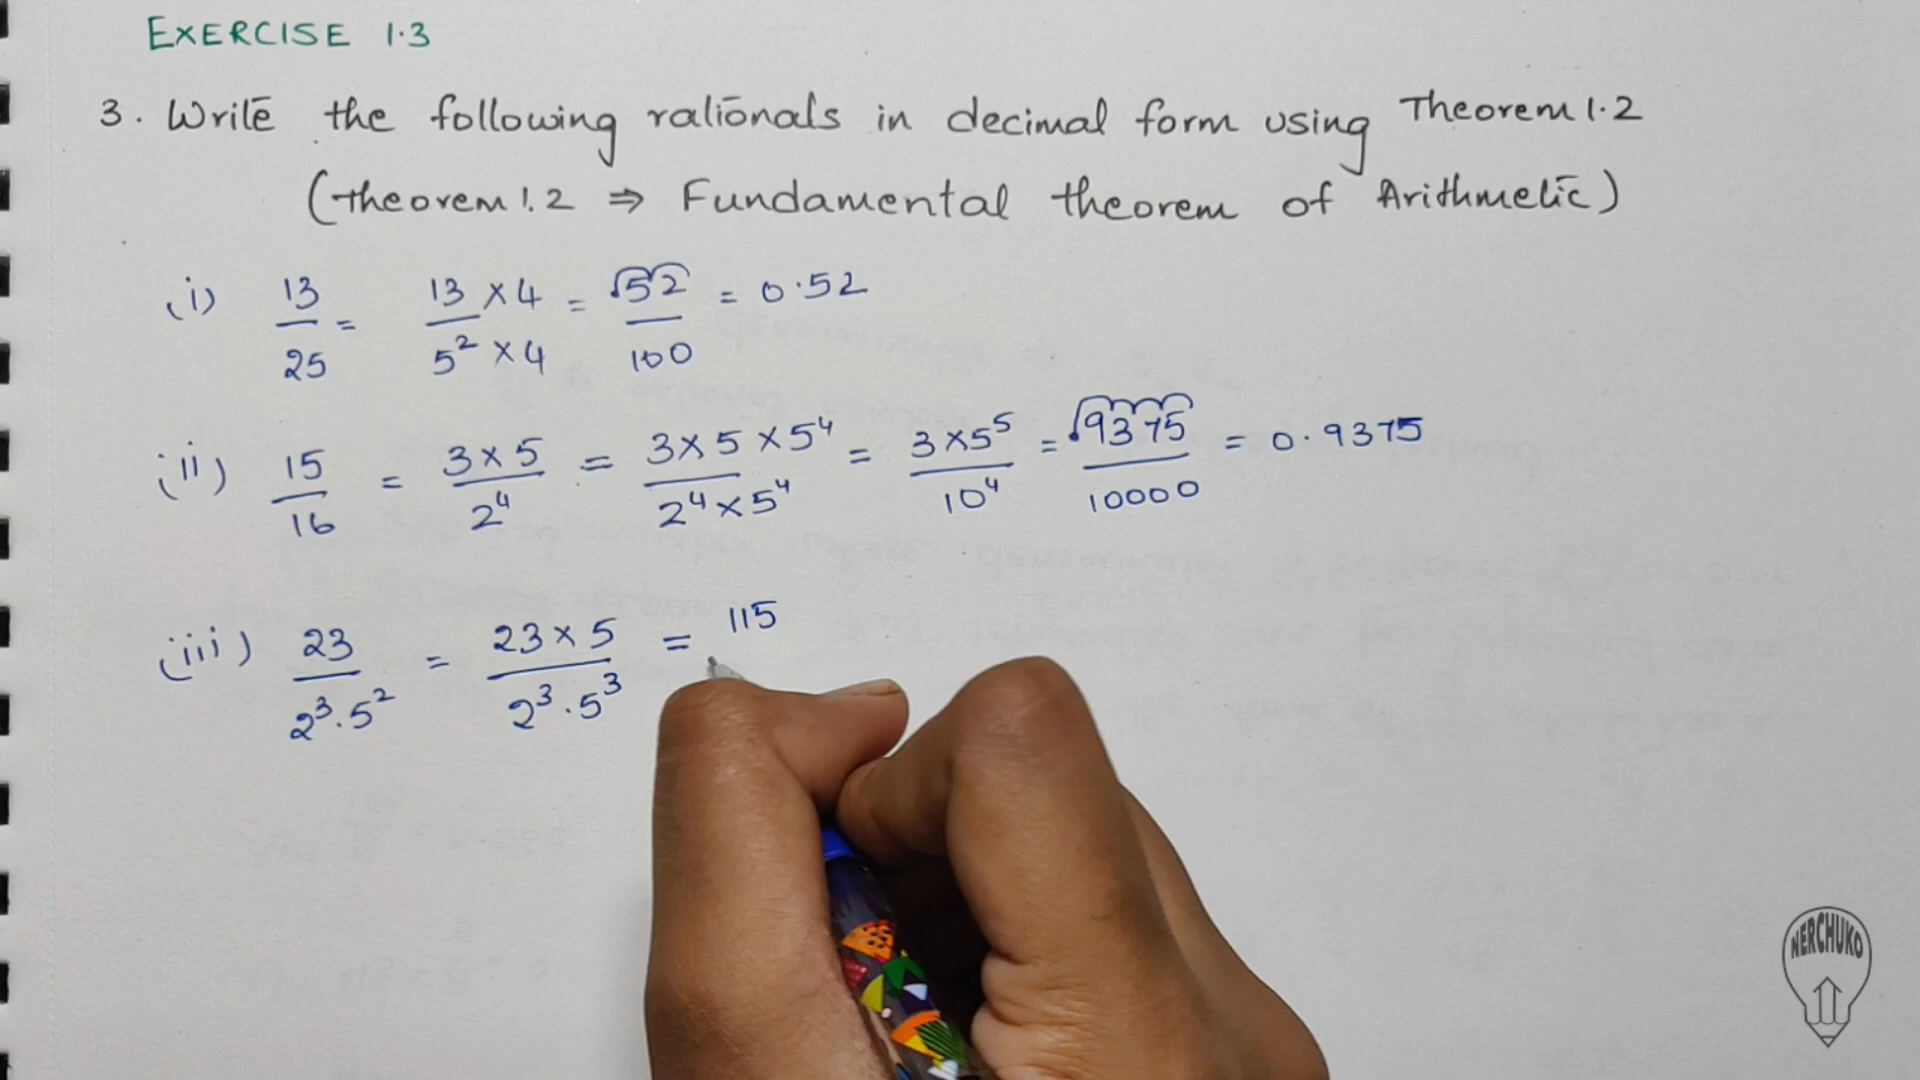 EXERCISE 1.3
3. Write the following rationals in decimal form using Theorem 1.2
(Theorem 1.2 ⇒ Fundamental theorem of Arithmetic)
(i) 13/25 = 13 × 4 / 5² × 4 = 52/100 = 0.52
(ii) 15/16 = 3 × 5 / 2⁴ = 3 × 5 × 5⁴ / 2⁴ × 5⁴ = 3 × 5⁵ / 10⁴ = 9375/10000 = 0.9375
(iii) 23 / 2³ . 5² = 23 × 5 / 2³ . 5³ = 115
NERCHUKO